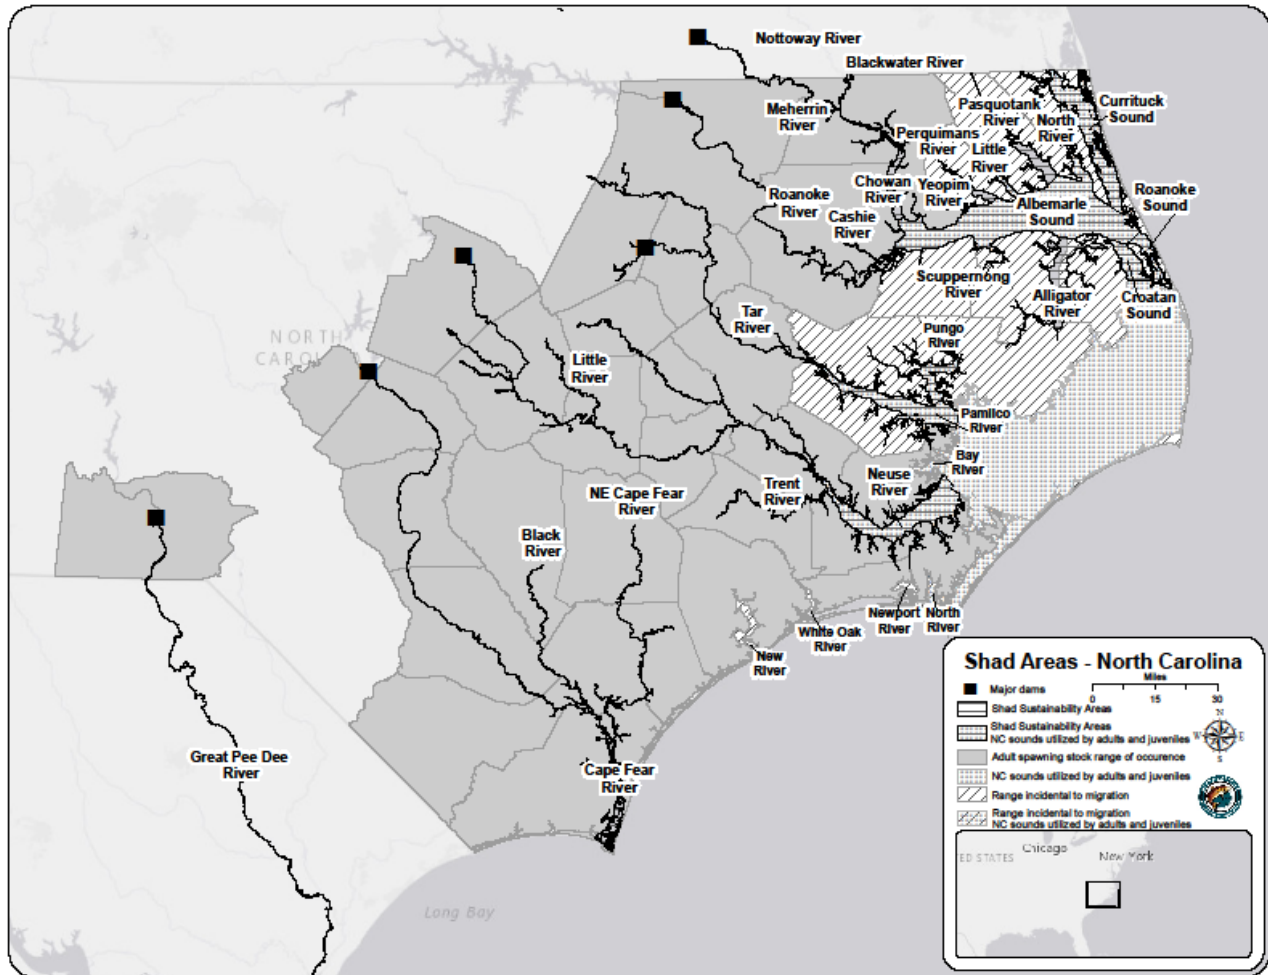 Nottoway River
Blackwater River
Meherrin
River
Pasquotank
River
North
River
Currituck
Sound
Perquimans
River
Little
River
Chowan
River
Yeopim
River
Roanoke
River
Cashie
River
Albemarle
Sound
Roanoke
Sound
Scuppernong
River
Alligator
River
Croatan
Sound
Tar
River
Pungo
River
NORTH
CAROL
Little
River
Pamlico
River
Bay
River
Neuse
River
Trent
River
NE Cape Fear
River
Black
River
Newport
River
North
River
White Oak
River
New
River
Great Pee Dee
River
Cape Fear
River
Long Bay
Shad Areas - North Carolina
Miles
0 15 30
Major dams
Shad Sustainability Areas
Shad Sustainability Areas
NC sounds utilized by adults and juveniles
N
W E
S
Adult spawning stock range of occurence
NC sounds utilized by adults and juveniles
Range incidental to migration
Range incidental to migration
NC sounds utilized by adults and juveniles
ED STATES
Chicago
New York